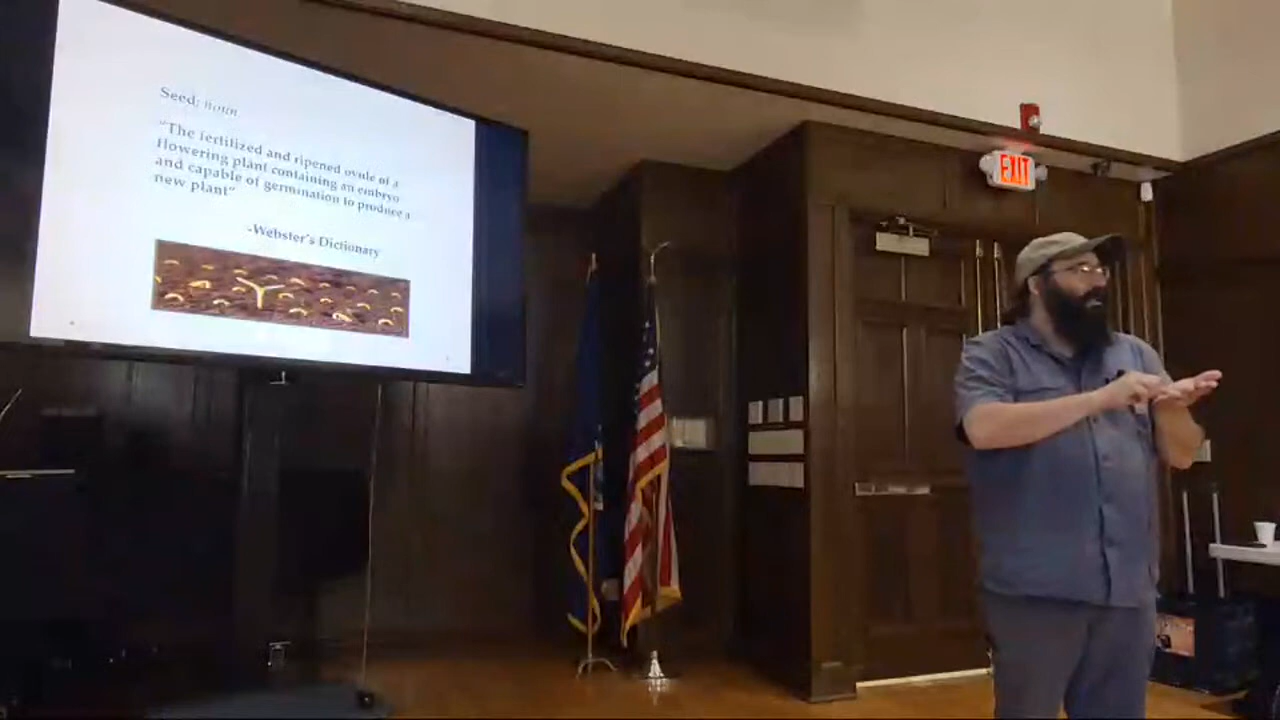 Seed: noun
"The fertilized and ripened ovule of a
flowering plant containing an embryo
and capable of germination to produce a
new plant"
-Webster's Dictionary
EXIT